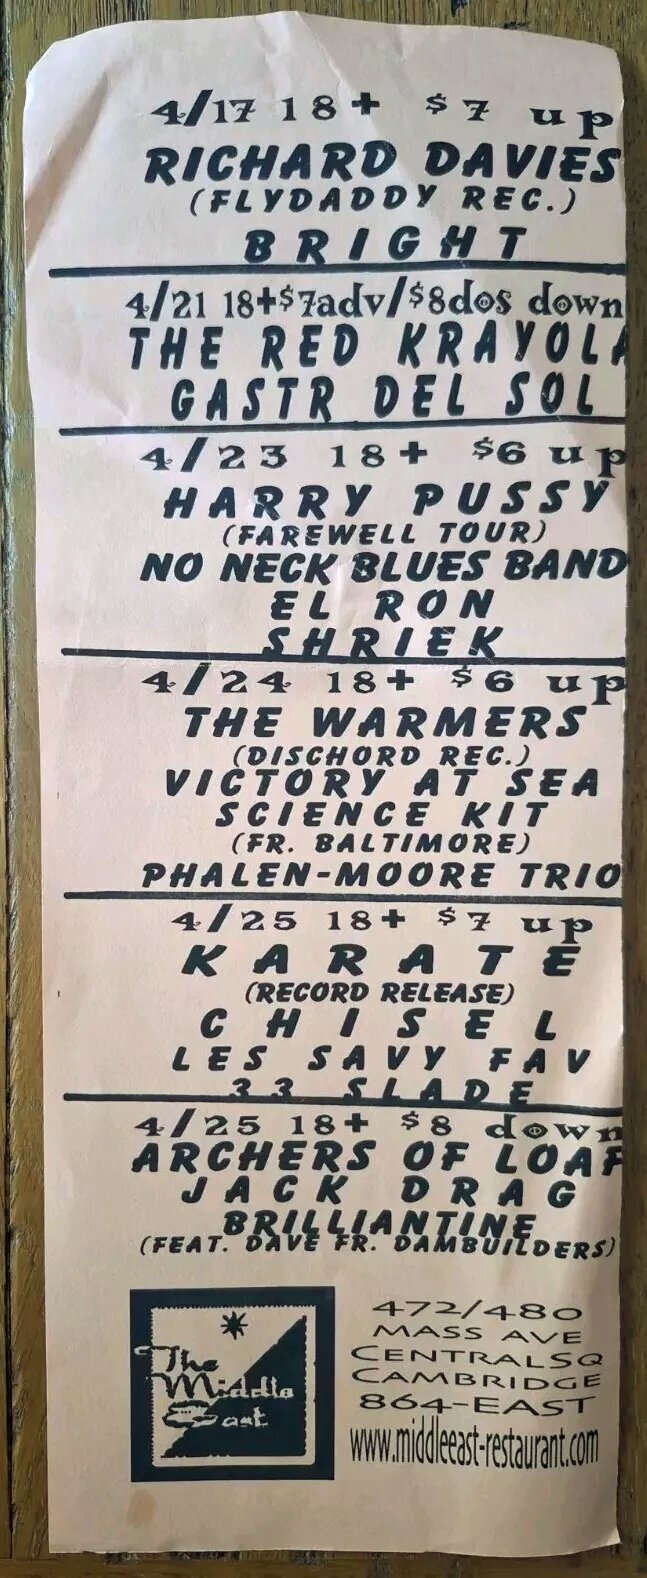 4/17 18+ $7 up
RICHARD DAVIES
(FLYDADDY REC.)
BRIGHT
4/21 18+$7adv/$8dos down
THE RED KRAYOLA
GASTR DEL SOL
4/23 18+ $6 up
HARRY PUSSY
(FAREWELL TOUR)
NO NECK BLUES BAND
EL RON
SHRIEK
4/24 18+ $6 up
THE WARMERS
(DISCHORD REC.)
VICTORY AT SEA
SCIENCE KIT
(FR. BALTIMORE)
PHALEN-MOORE TRIO
4/25 18+ $7 up
KARATE
(RECORD RELEASE)
CHISEL
LES SAVY FAV
33 SLADE
4/25 18+ $8 down
ARCHERS OF LOAF
JACK DRAG
BRILLIANTINE
(FEAT. DAVE FR. DAMBUILDERS)
The
Middle
East
472/480
MASS AVE
CENTRALSQ
CAMBRIDGE
864-EAST
www.middleeast-restaurant.com